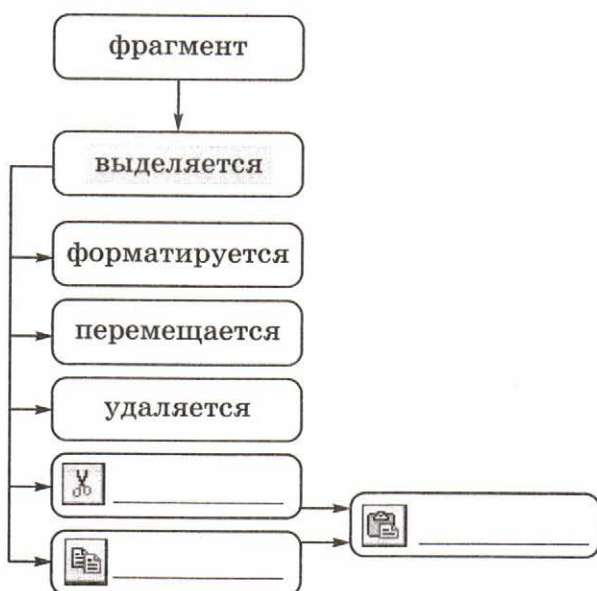 фрагмент
выделяется
форматируется
перемещается
удаляется